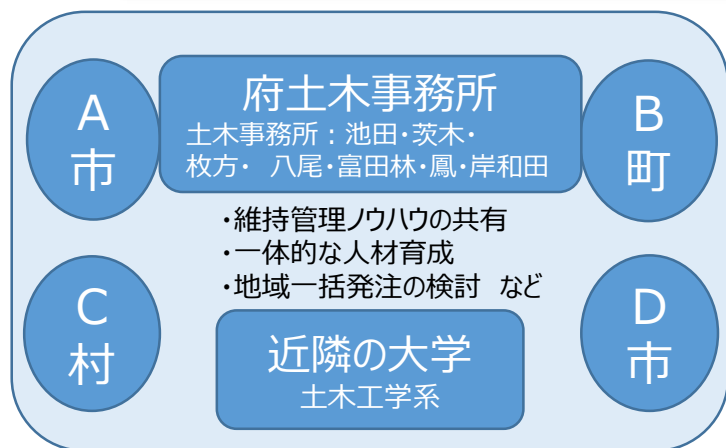 A
市
府土木事務所
土木事務所：池田・茨木・
枚方・ 八尾・富田林・鳳・岸和田
B
町
・維持管理ノウハウの共有
・一体的な人材育成
・地域一括発注の検討 など
C
村
近隣の大学
土木工学系
D
市